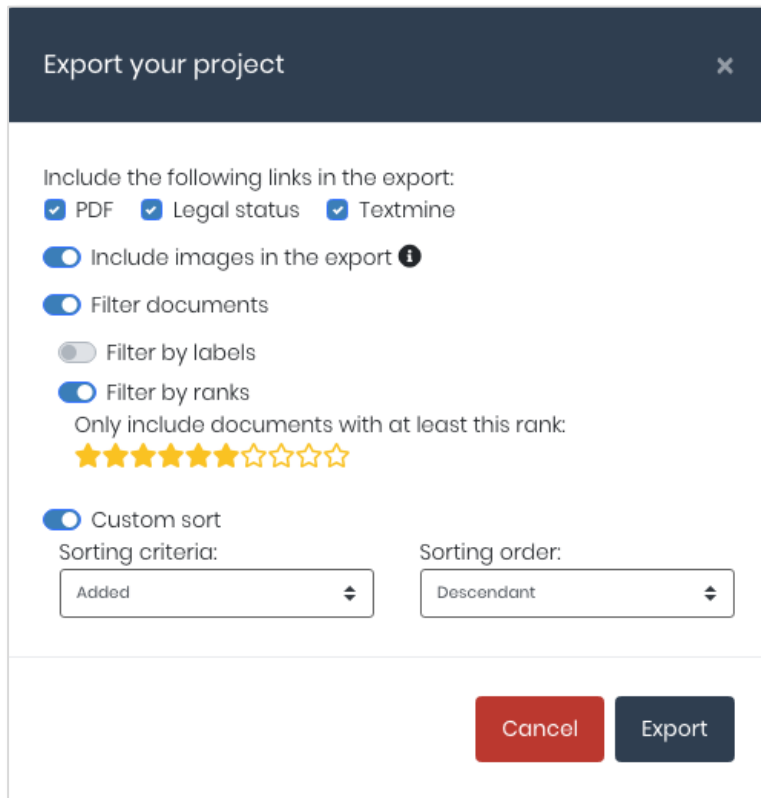 Export your project ×
Include the following links in the export:
PDF Legal status Textmine
Include images in the export
Filter documents
Filter by labels
Filter by ranks
Only include documents with at least this rank:
Custom sort
Sorting criteria: Sorting order:
Added Descendant
Cancel Export